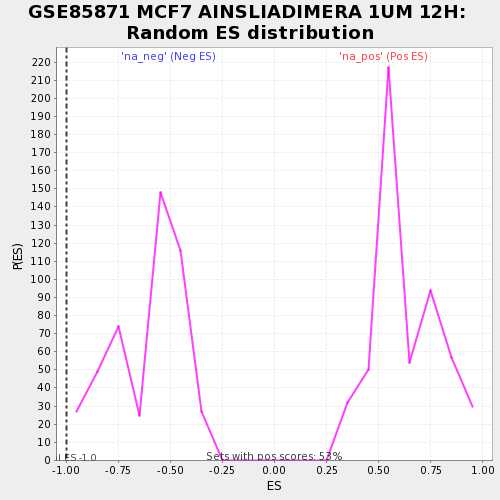 GSE85871 MCF7 AINSLIADIMERA 1UM 12H:
Random ES distribution
'na_neg' (Neg ES)
'na_pos' (Pos ES)
220
210
200
190
180
170
160
150
140
130
120
110
100
90
80
70
60
50
40
30
20
10
0
P(ES)
Sets with pos scores: 53%
-1.00 -0.75 -0.50 -0.25 0.00 0.25 0.50 0.75 1.00
ES